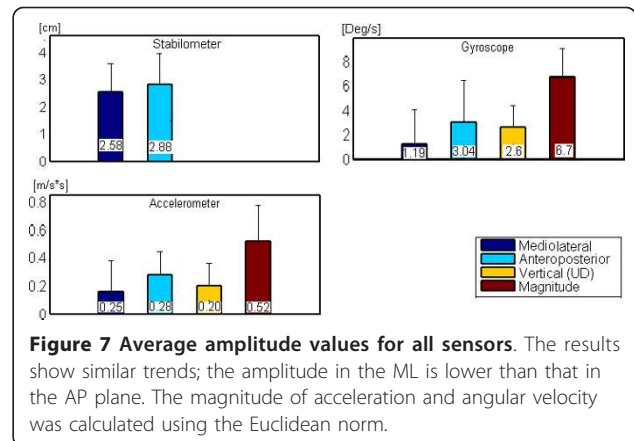 [cm]
Stabilometer
4
3
2
1
0
2.58
2.88
[Deg/s]
Gyroscope
8
6
4
2
0
1.19
3.04
2.6
6.7
[m/s*s]
Accelerometer
0.8
0.6
0.4
0.2
0
0.25
0.28
0.20
0.52
Mediolateral
Anteroposterior
Vertical (UD)
Magnitude
Figure 7 Average amplitude values for all sensors. The results
show similar trends; the amplitude in the ML is lower than that in
the AP plane. The magnitude of acceleration and angular velocity
was calculated using the Euclidean norm.